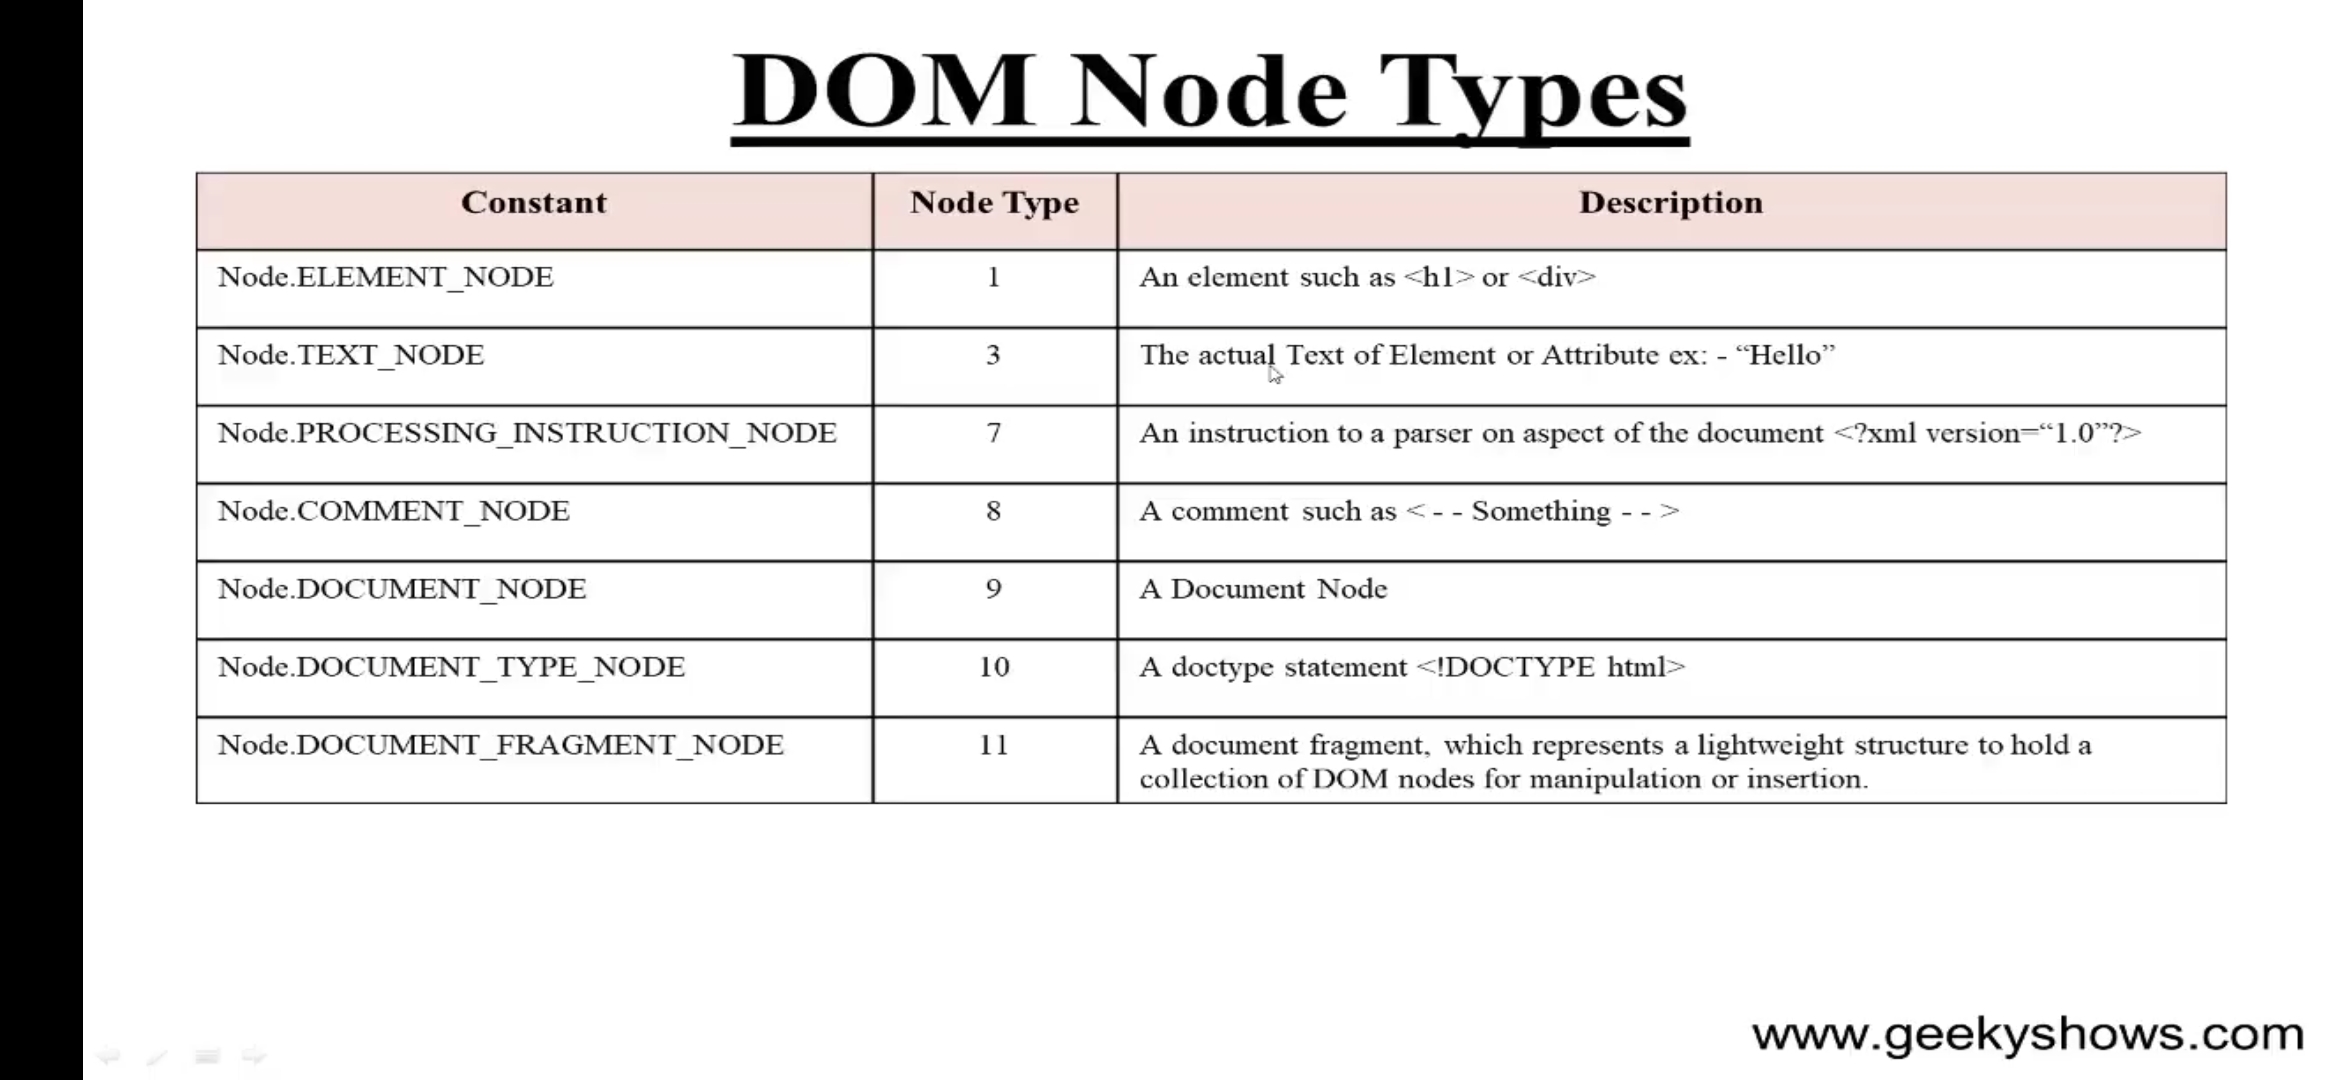 DOM Node Types
Constant Node Type Description
Node.ELEMENT_NODE 1 An element such as <h1> or <div>
Node.TEXT_NODE 3 The actual Text of Element or Attribute ex: - “Hello”
Node.PROCESSING_INSTRUCTION_NODE 7 An instruction to a parser on aspect of the document <?xml version=“1.0”?>
Node.COMMENT_NODE 8 A comment such as < - - Something - - >
Node.DOCUMENT_NODE 9 A Document Node
Node.DOCUMENT_TYPE_NODE 10 A doctype statement <!DOCTYPE html>
Node.DOCUMENT_FRAGMENT_NODE 11 A document fragment, which represents a lightweight structure to hold a
collection of DOM nodes for manipulation or insertion.
www.geekyshows.com